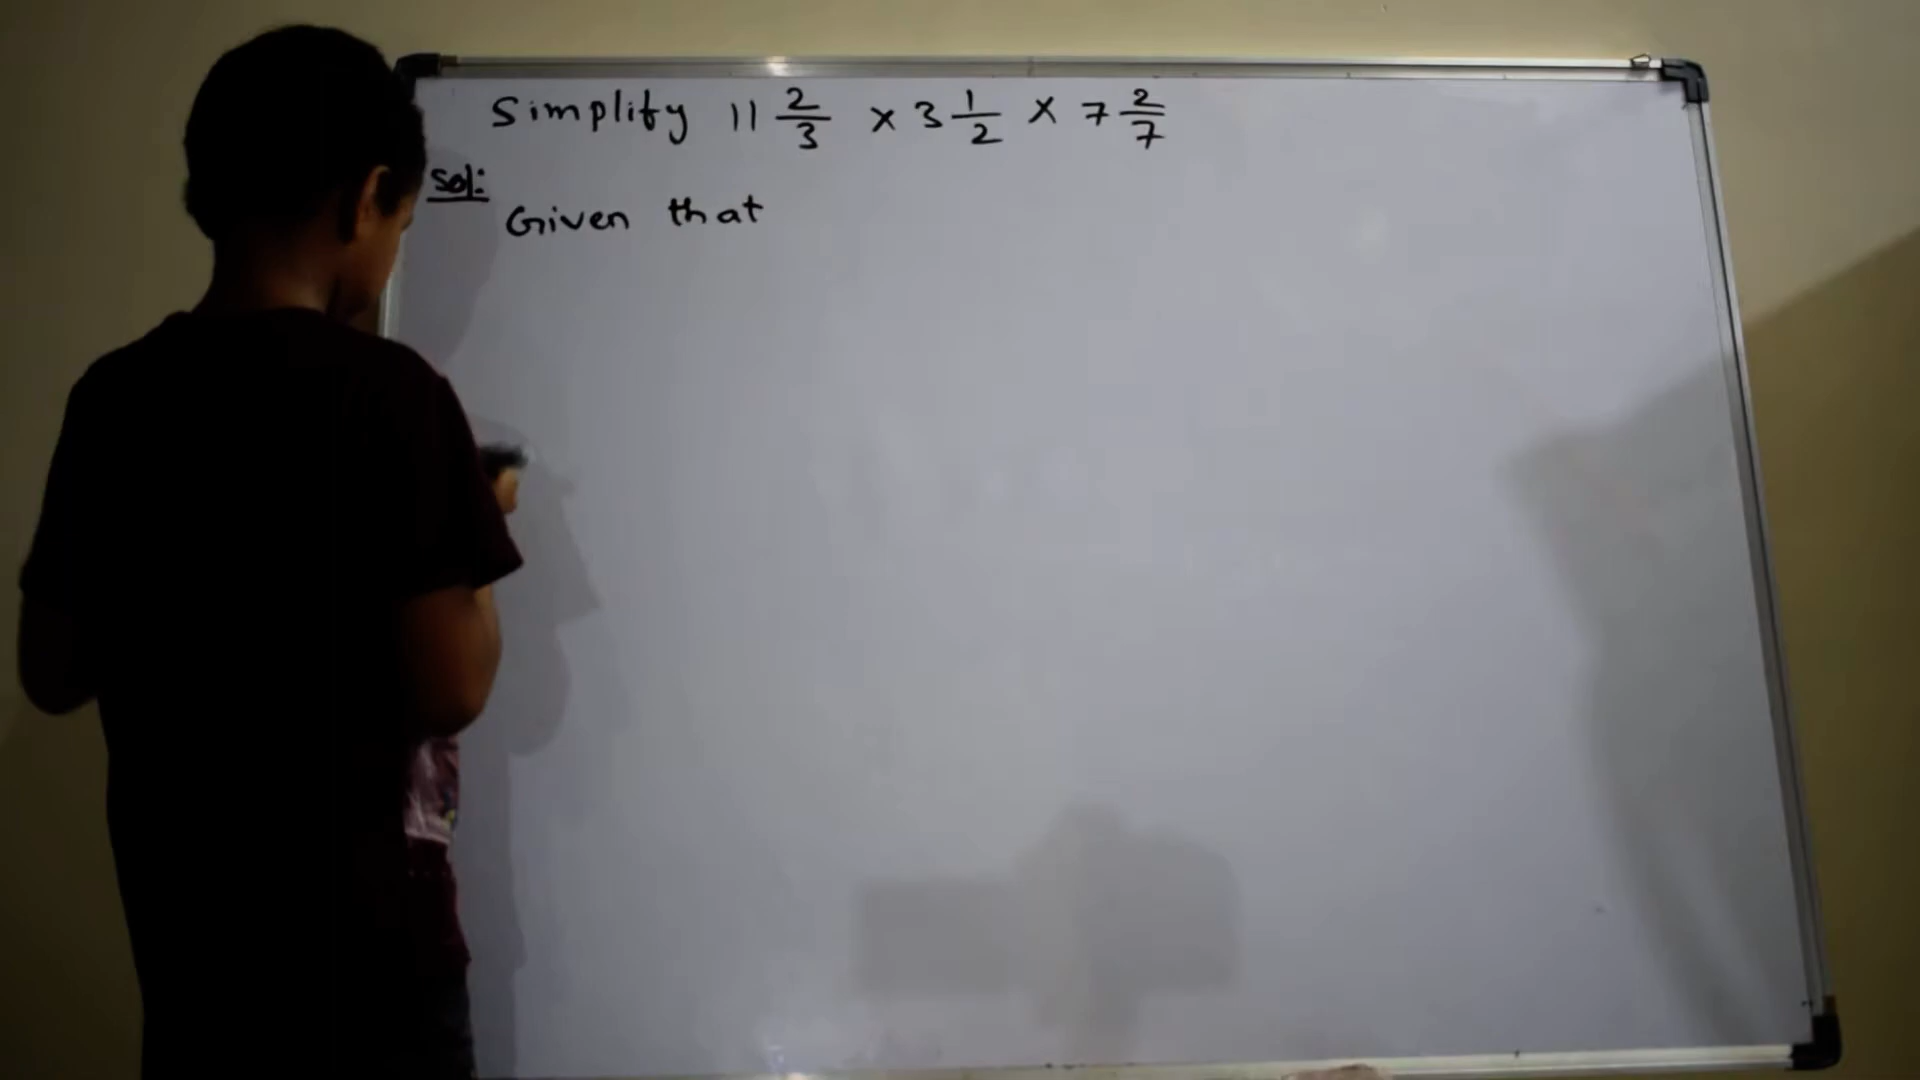 Simplify 11 2/3 × 3 1/2 × 7 2/7
Sol:
Given that